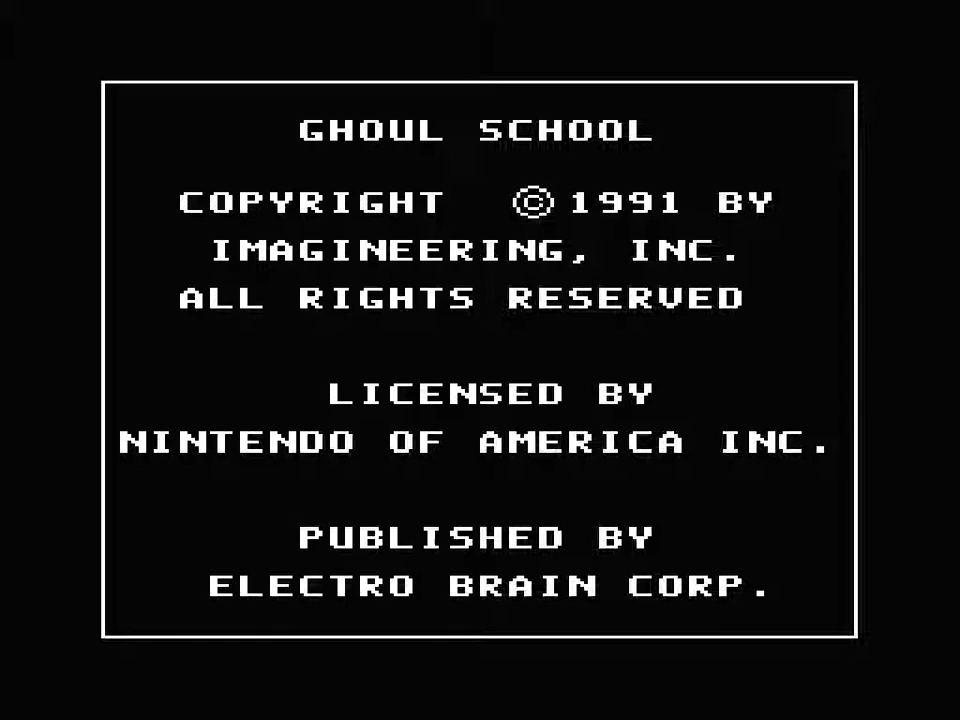 GHOUL SCHOOL
COPYRIGHT ©1991 BY
IMAGINEERING, INC.
ALL RIGHTS RESERVED
LICENSED BY
NINTENDO OF AMERICA INC.
PUBLISHED BY
ELECTRO BRAIN CORP.